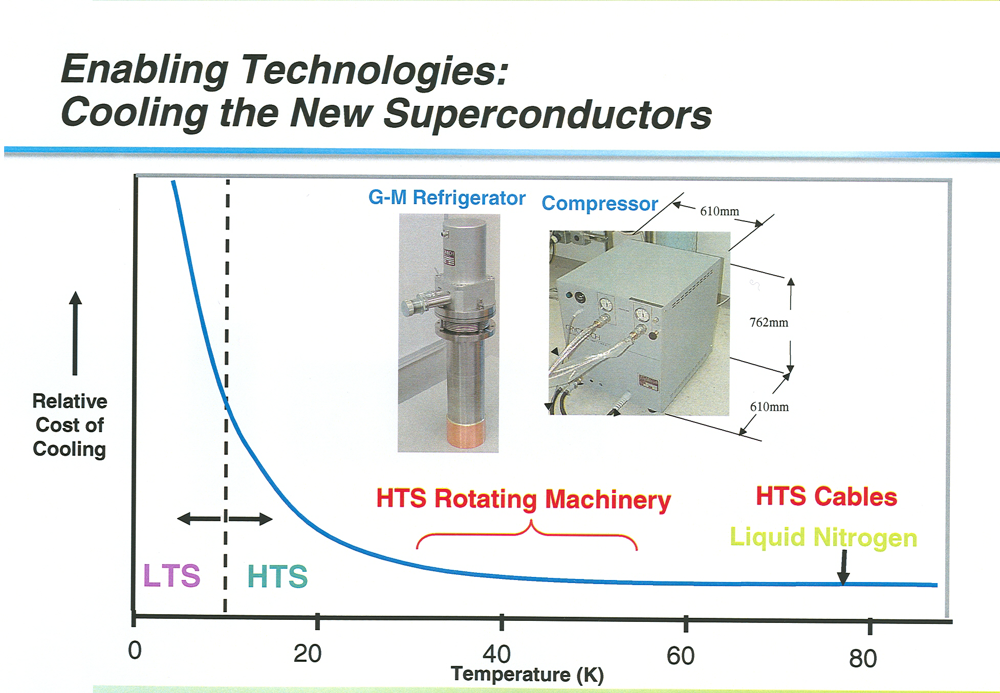 Enabling Technologies:
Cooling the New Superconductors
G-M Refrigerator
Compressor
610mm
762mm
610mm
Relative
Cost of
Cooling
HTS Rotating Machinery
HTS Cables
Liquid Nitrogen
LTS
HTS
0
20
40
60
80
Temperature (K)